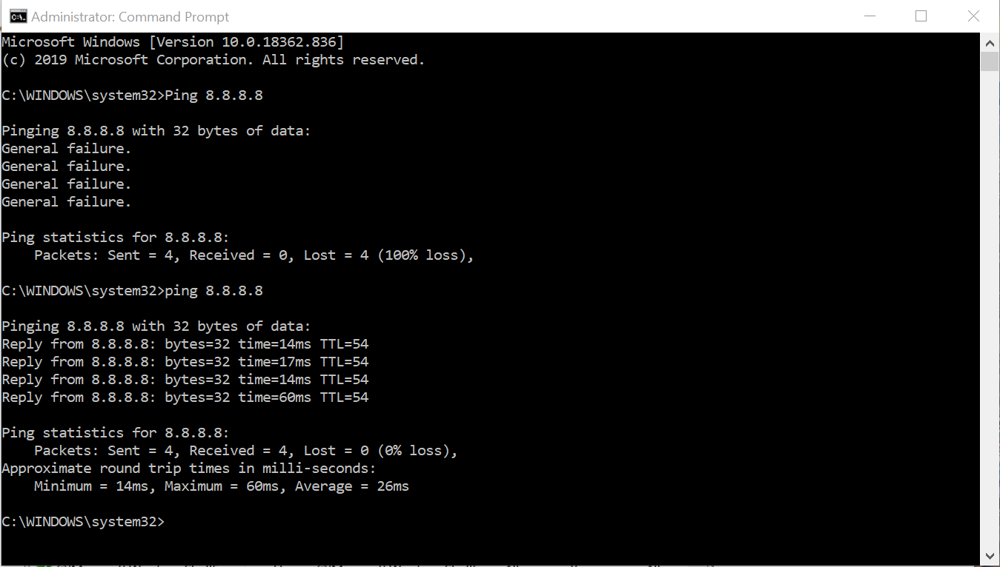 Administrator: Command Prompt
Microsoft Windows [Version 10.0.18362.836]
(c) 2019 Microsoft Corporation. All rights reserved.
C:\WINDOWS\system32>Ping 8.8.8.8
Pinging 8.8.8.8 with 32 bytes of data:
General failure.
General failure.
General failure.
General failure.
Ping statistics for 8.8.8.8:
    Packets: Sent = 4, Received = 0, Lost = 4 (100% loss),
C:\WINDOWS\system32>ping 8.8.8.8
Pinging 8.8.8.8 with 32 bytes of data:
Reply from 8.8.8.8: bytes=32 time=14ms TTL=54
Reply from 8.8.8.8: bytes=32 time=17ms TTL=54
Reply from 8.8.8.8: bytes=32 time=14ms TTL=54
Reply from 8.8.8.8: bytes=32 time=60ms TTL=54
Ping statistics for 8.8.8.8:
    Packets: Sent = 4, Received = 4, Lost = 0 (0% loss),
Approximate round trip times in milli-seconds:
    Minimum = 14ms, Maximum = 60ms, Average = 26ms
C:\WINDOWS\system32>